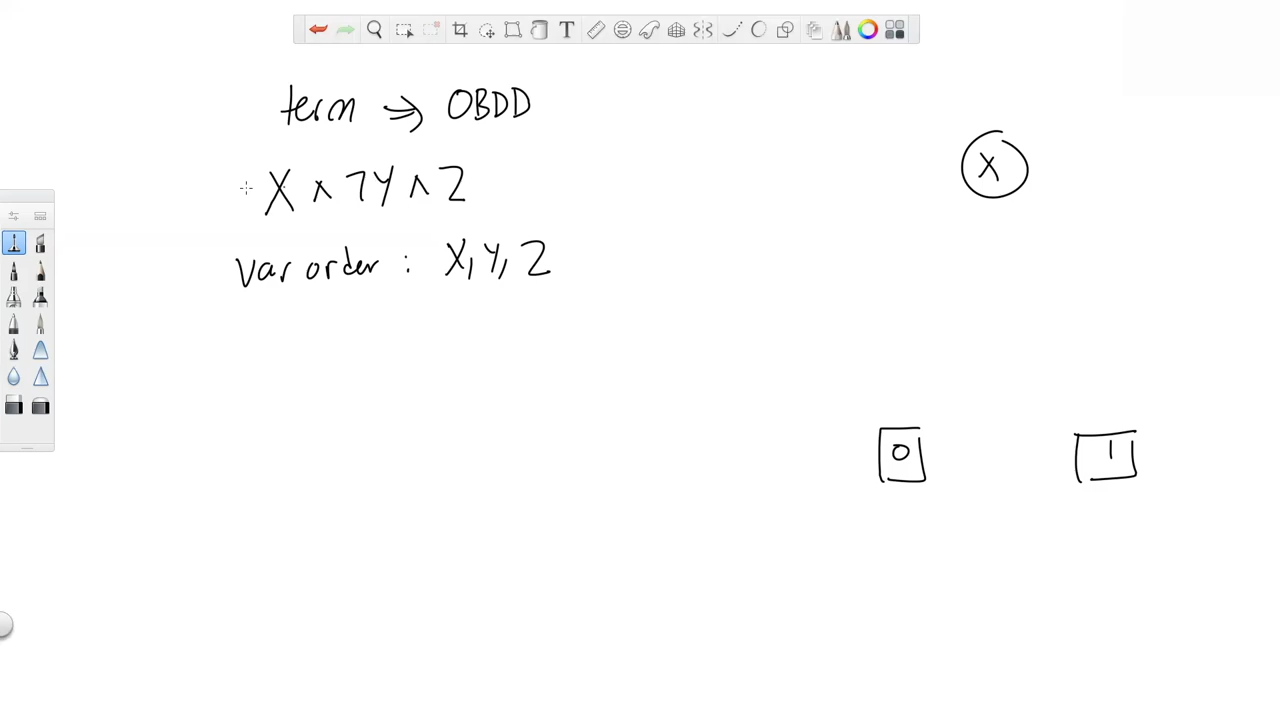 term ⇒ OBDD
X ∧ ¬Y ∧ Z
var order : X, Y, Z
X
0
1
T